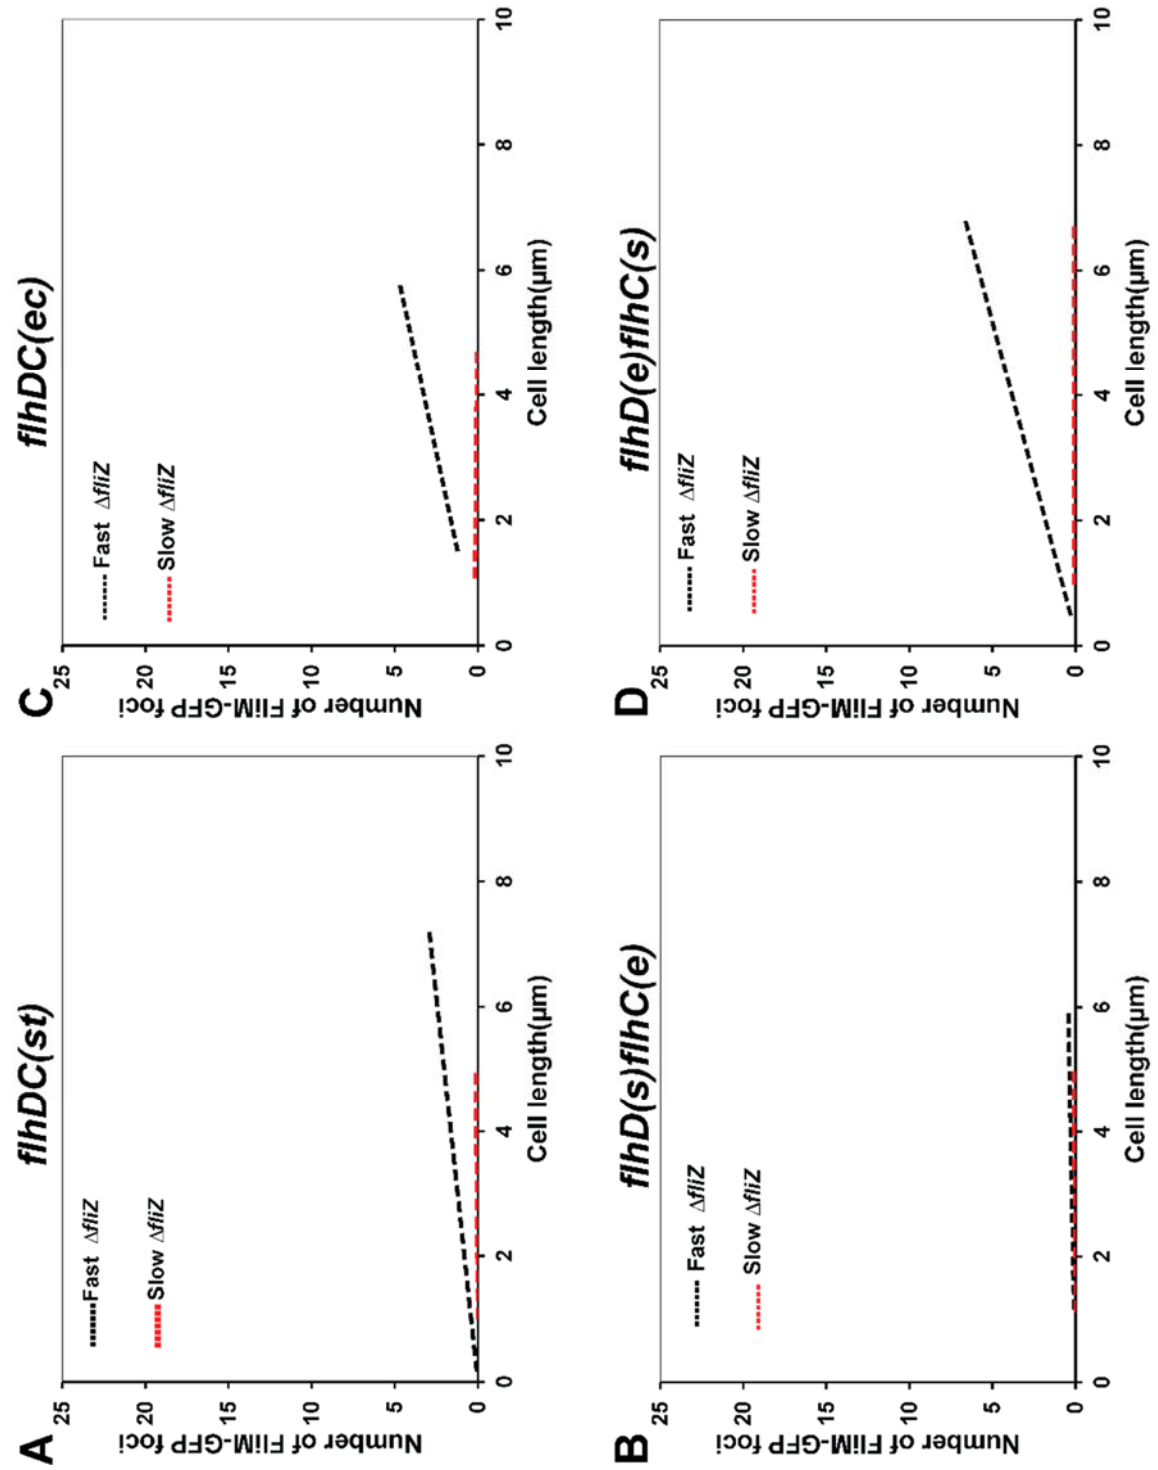 A
flhDC(st)
Number of FliM-GFP foci
25
20
15
10
5
0
Fast ΔfliZ
Slow ΔfliZ
0
2
4
6
8
10
Cell length(μm)
C
flhDC(ec)
Number of FliM-GFP foci
25
20
15
10
5
0
Fast ΔfliZ
Slow ΔfliZ
0
2
4
6
8
10
Cell length(μm)
B
flhD(s)flhC(e)
Number of FliM-GFP foci
25
20
15
10
5
0
Fast ΔfliZ
Slow ΔfliZ
0
2
4
6
8
10
Cell length(μm)
D
flhD(e)flhC(s)
Number of FliM-GFP foci
25
20
15
10
5
0
Fast ΔfliZ
Slow ΔfliZ
0
2
4
6
8
10
Cell length(μm)